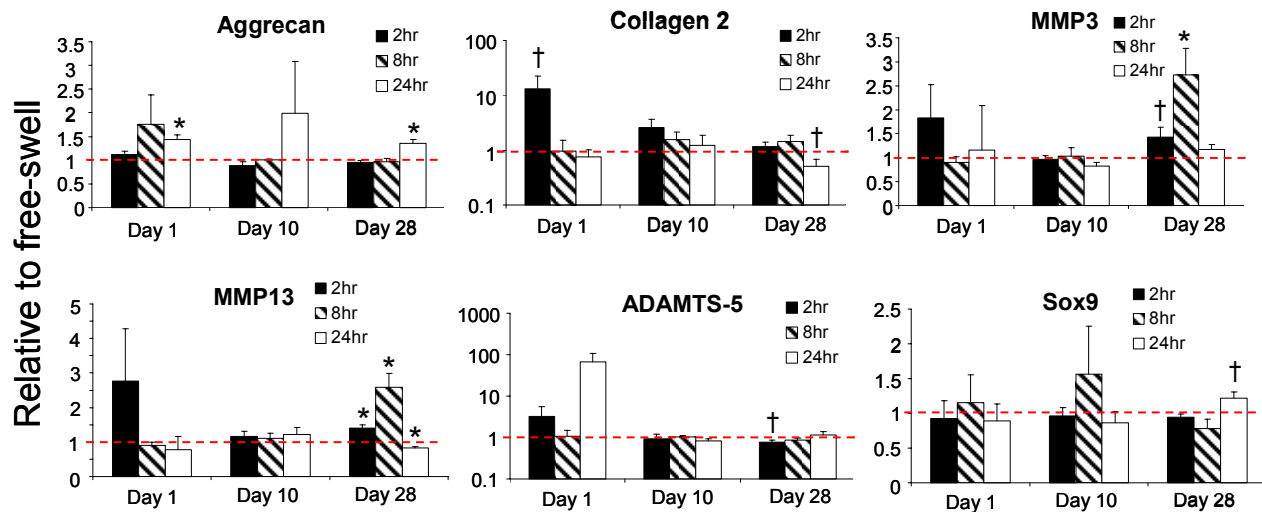 Relative to free-swell
Aggrecan
2hr
8hr
24hr
3.5
3
2.5
2
1.5
1
0.5
0
*
*
Day 1 Day 10 Day 28
Collagen 2
2hr
8hr
24hr
100
10
1
0.1
†
†
Day 1 Day 10 Day 28
MMP3
2hr
8hr
24hr
3.5
3
2.5
2
1.5
1
0.5
0
*
†
Day 1 Day 10 Day 28
MMP13
2hr
8hr
24hr
5
4
3
2
1
0
*
*
*
Day 1 Day 10 Day 28
ADAMTS-5
2hr
8hr
24hr
1000
100
10
1
0.1
†
Day 1 Day 10 Day 28
Sox9
2hr
8hr
24hr
2.5
2
1.5
1
0.5
0
†
Day 1 Day 10 Day 28